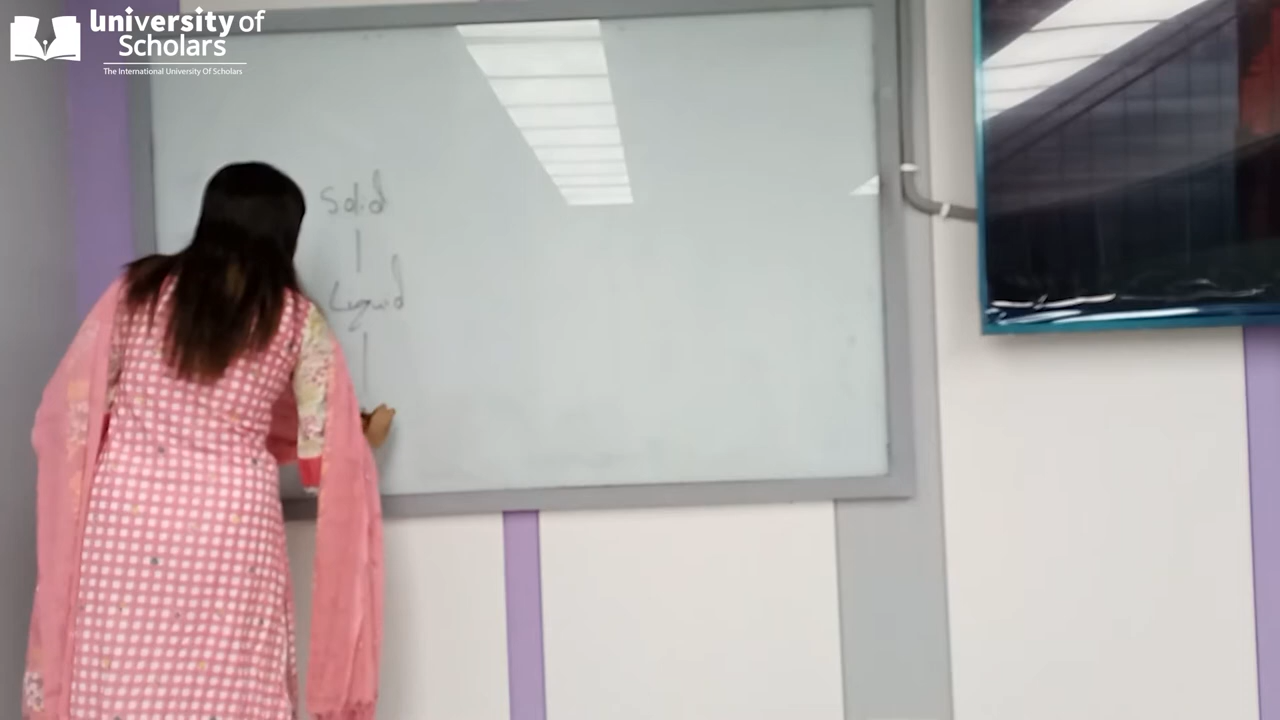 University of
Scholars
The International University Of Scholars
Solid
Liquid